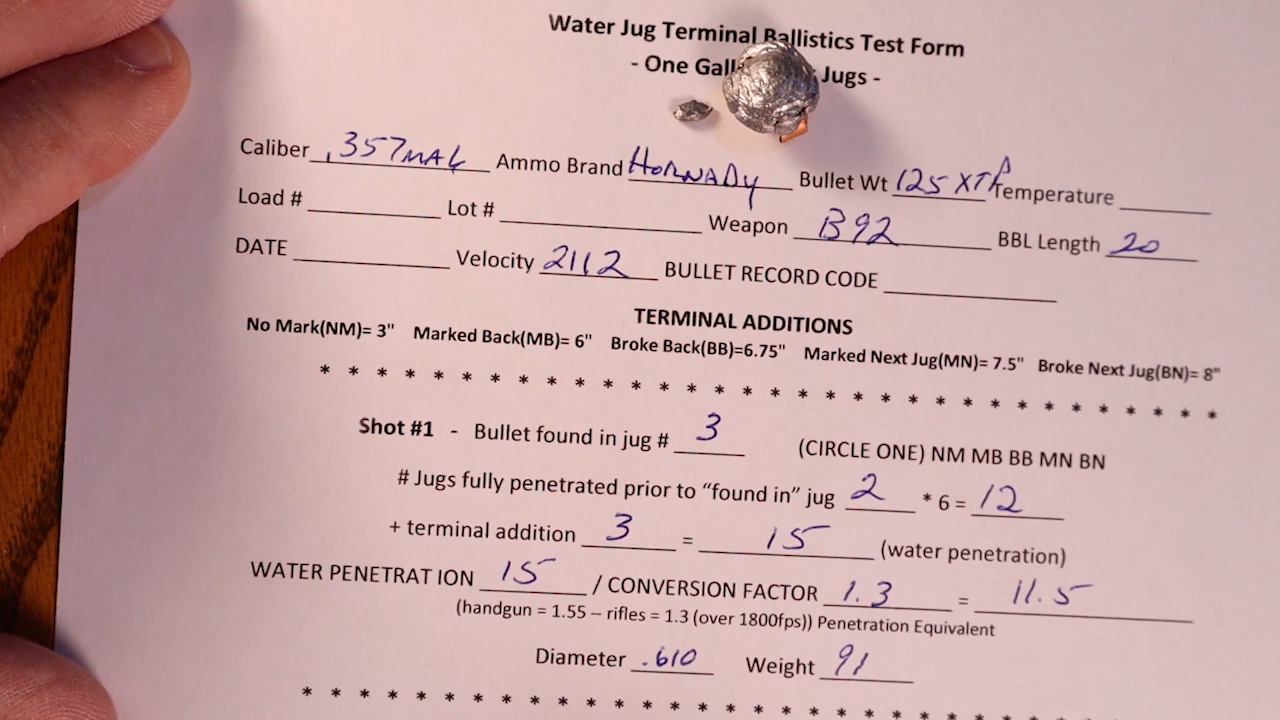 Water Jug Terminal Ballistics Test Form
- One Gall Jugs -
Caliber .357MAG Ammo Brand HORNADY Bullet Wt 125 XTP Temperature
Load # Lot # Weapon B92 BBL Length 20
DATE Velocity 2112 BULLET RECORD CODE
TERMINAL ADDITIONS
No Mark(NM)= 3" Marked Back(MB)= 6" Broke Back(BB)=6.75" Marked Next Jug(MN)= 7.5" Broke Next Jug(BN)= 8"
* * * * * * * * * * * * * * * * * * * * * * * * * * * * * * * *
Shot #1 - Bullet found in jug # 3 (CIRCLE ONE) NM MB BB MN BN
# Jugs fully penetrated prior to “found in” jug 2 * 6 = 12
+ terminal addition 3 = 15 (water penetration)
WATER PENETRAT ION 15 / CONVERSION FACTOR 1.3 = 11.5
(handgun = 1.55 – rifles = 1.3 (over 1800fps)) Penetration Equivalent
Diameter .610 Weight 91
* * * * * * * * * * * * * * * * * * * * * * * * * * * *